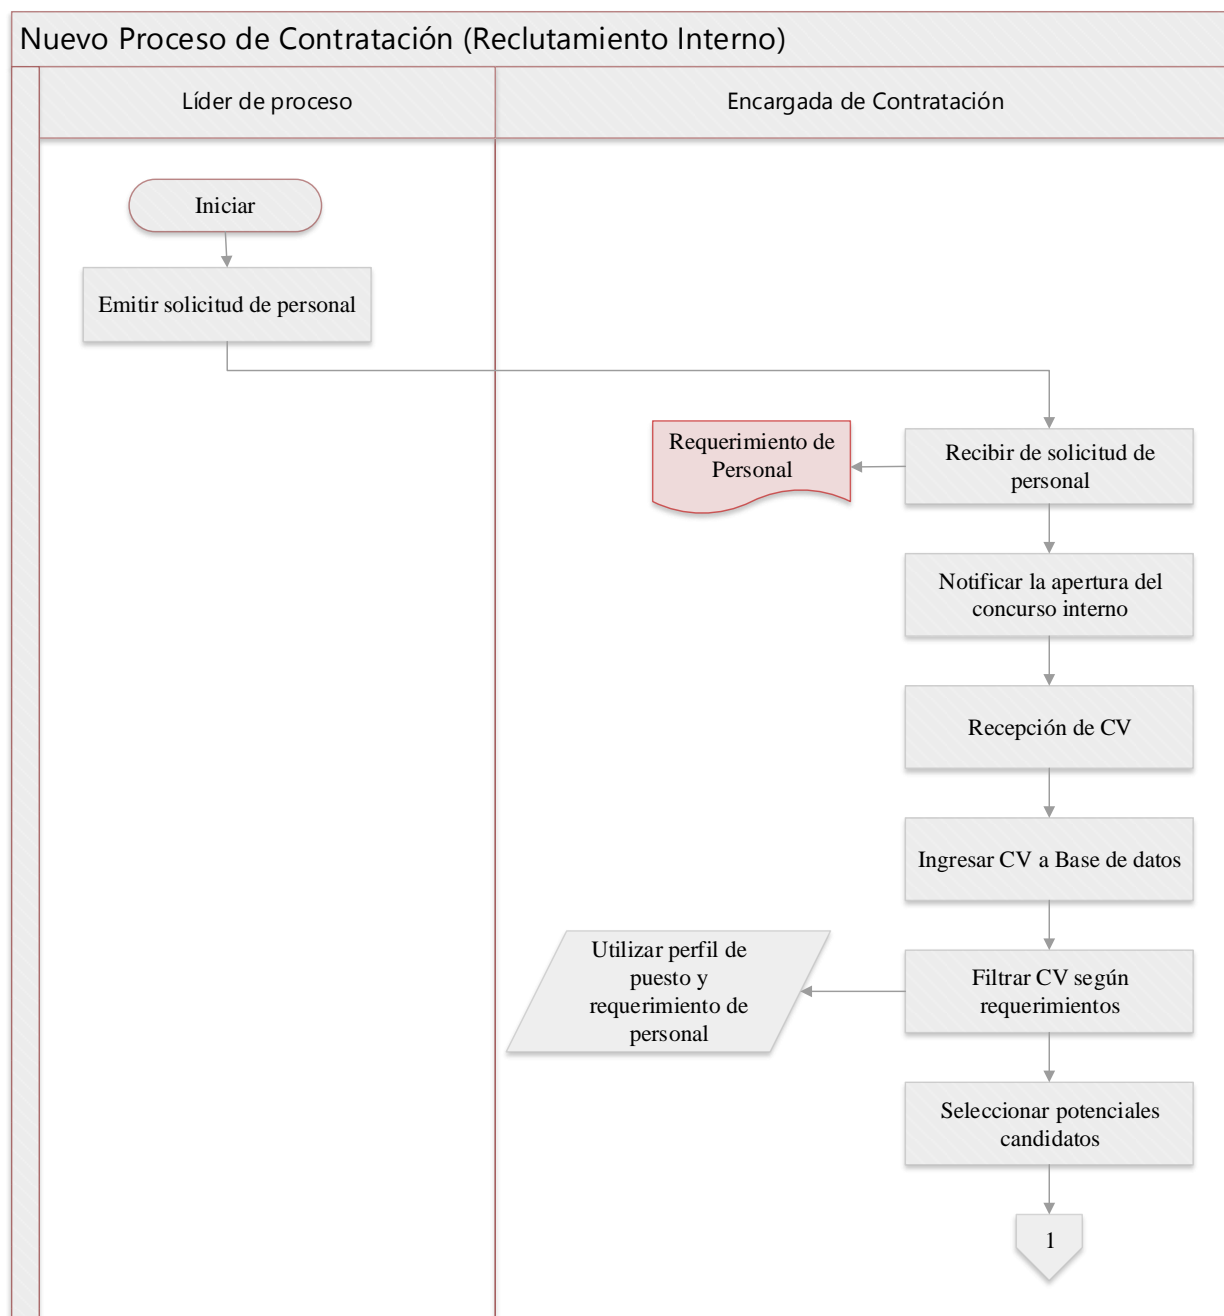 Nuevo Proceso de Contratación (Reclutamiento Interno)
Líder de proceso
Encargada de Contratación
Iniciar
Emitir solicitud de personal
Requerimiento de
Personal
Recibir de solicitud de
personal
Notificar la apertura del
concurso interno
Recepción de CV
Ingresar CV a Base de datos
Utilizar perfil de
puesto y
requerimiento de
personal
Filtrar CV según
requerimientos
Seleccionar potenciales
candidatos
1